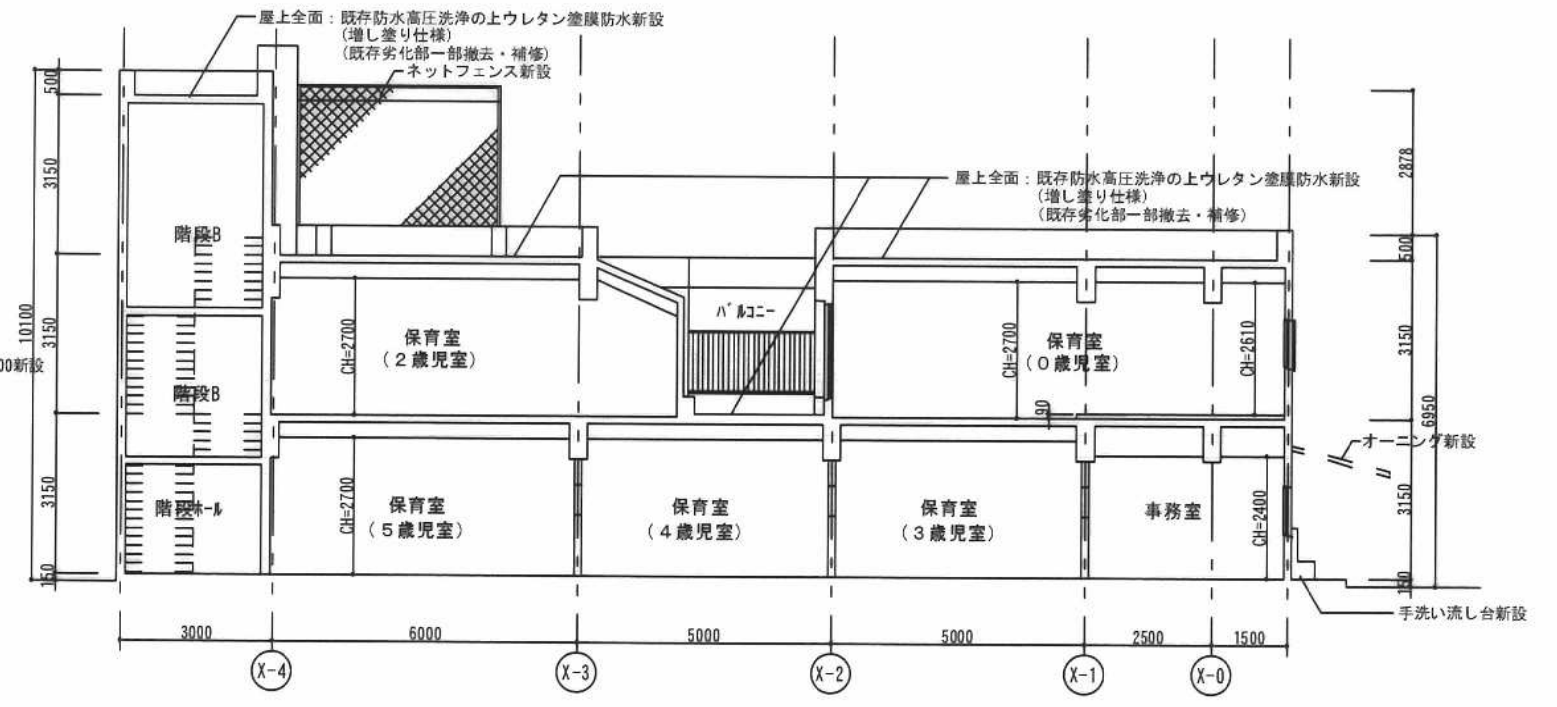 屋上全面：既存防水高圧洗浄の上ウレタン塗膜防水新設
(増し塗り仕様)
(既存劣化部一部撤去・補修)
ネットフェンス新設
屋上全面：既存防水高圧洗浄の上ウレタン塗膜防水新設
(増し塗り仕様)
(既存劣化部一部撤去・補修)
500
3150
3150
3150
150
10100
00新設
階段B
階段B
階段ホール
CH=2700
保育室
(２歳児室)
バルコニー
CH=2700
保育室
(０歳児室)
CH=2610
90
CH=2700
保育室
(５歳児室)
保育室
(４歳児室)
保育室
(３歳児室)
事務室
CH=2400
2878
500
3150
3150
150
6950
オーニング新設
手洗い流し台新設
3000
6000
5000
5000
2500
1500
X-4
X-3
X-2
X-1
X-0